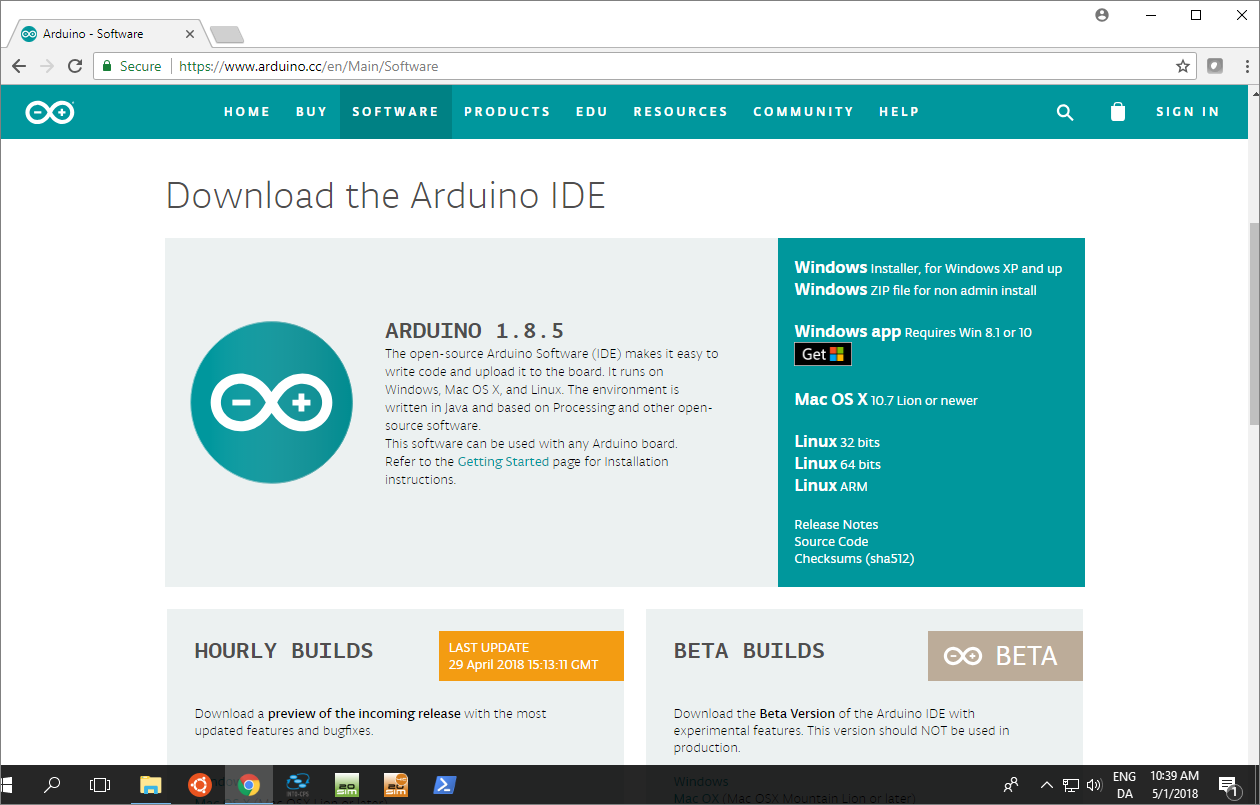 Arduino - Software
Secure https://www.arduino.cc/en/Main/Software
HOME BUY SOFTWARE PRODUCTS EDU RESOURCES COMMUNITY HELP SIGN IN
Download the Arduino IDE
ARDUINO 1.8.5
The open-source Arduino Software (IDE) makes it easy to
write code and upload it to the board. It runs on
Windows, Mac OS X, and Linux. The environment is
written in Java and based on Processing and other open-
source software.
This software can be used with any Arduino board.
Refer to the Getting Started page for Installation
instructions.
Windows Installer, for Windows XP and up
Windows ZIP file for non admin install
Windows app Requires Win 8.1 or 10
Get
Mac OS X 10.7 Lion or newer
Linux 32 bits
Linux 64 bits
Linux ARM
Release Notes
Source Code
Checksums (sha512)
HOURLY BUILDS
LAST UPDATE
29 April 2018 15:13:11 GMT
Download a preview of the incoming release with the most
updated features and bugfixes.
BETA BUILDS
BETA
Download the Beta Version of the Arduino IDE with
experimental features. This version should NOT be used in
production.
Windows
Mac OX (Mac OSX Mountain Lion or later)
20
sim
ENG
DA
10:39 AM
5/1/2018
1